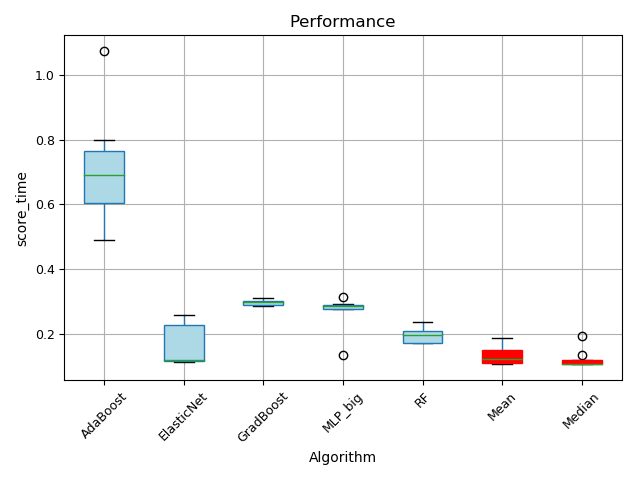 Performance
score_time
1.0
0.8
0.6
0.4
0.2
AdaBoost
ElasticNet
GradBoost
MLP_big
RF
Mean
Median
Algorithm